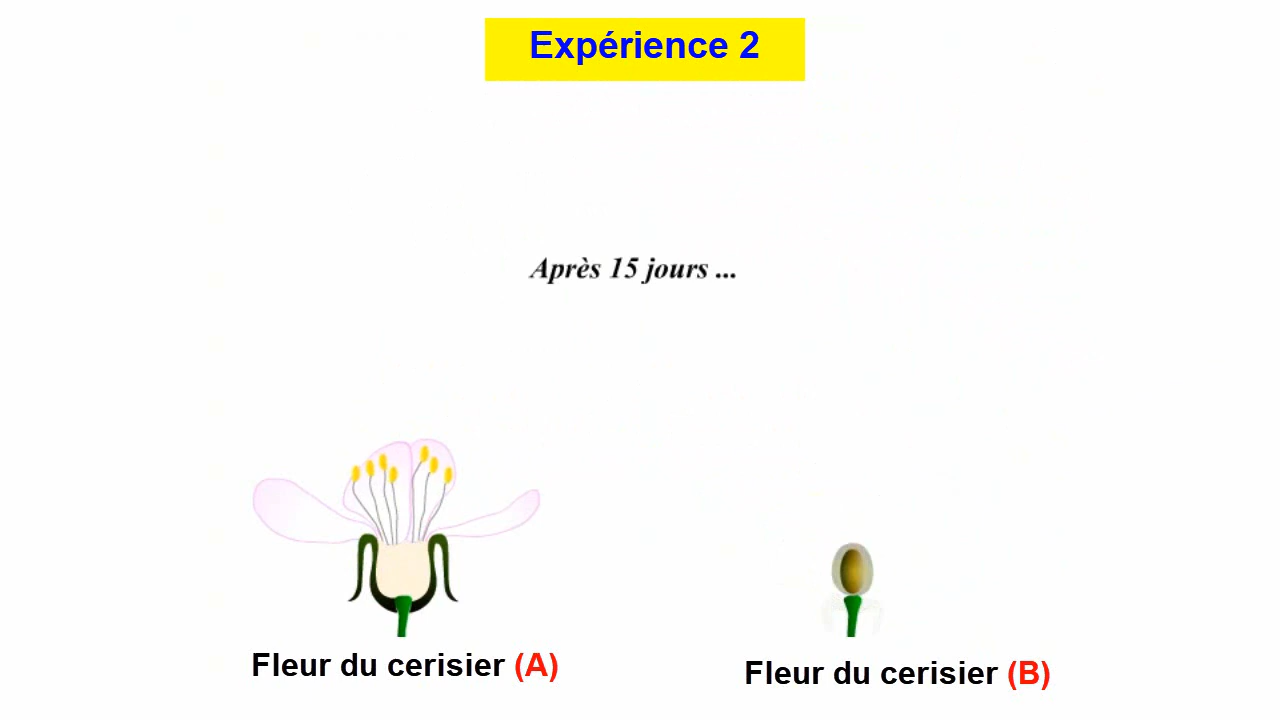 Expérience 2
Après 15 jours ...
Fleur du cerisier (A)
Fleur du cerisier (B)